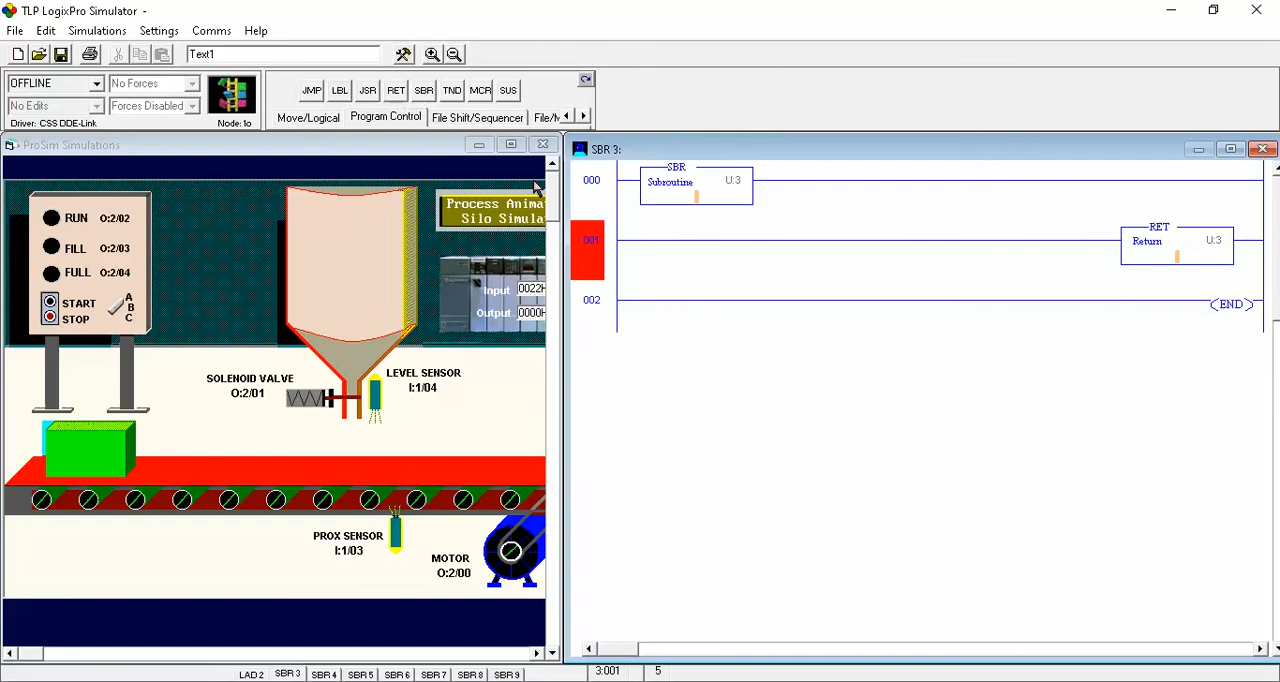 TLP LogixPro Simulator -
File Edit Simulations Settings Comms Help
Text1
OFFLINE No Forces
No Edits Forces Disabled
Driver: CSS DDE-Link Node: 1o
JMP LBL JSR RET SBR TND MCR SUS
Move/Logical Program Control File Shift/Sequencer File/
ProSim Simulations
RUN O:2/02
FILL O:2/03
FULL O:2/04
START
STOP
A
B
C
Process Anima
Silo Simula
Input 0022H
Output 0000H
SOLENOID VALVE
O:2/01
LEVEL SENSOR
I:1/04
PROX SENSOR
I:1/03
MOTOR
O:2/00
SBR 3:
000
SBR
Subroutine U:3
001
RET
Return U:3
002
END
LAD 2 SBR 3 SBR 4 SBR 5 SBR 6 SBR 7 SBR 8 SBR 9
3:001 5